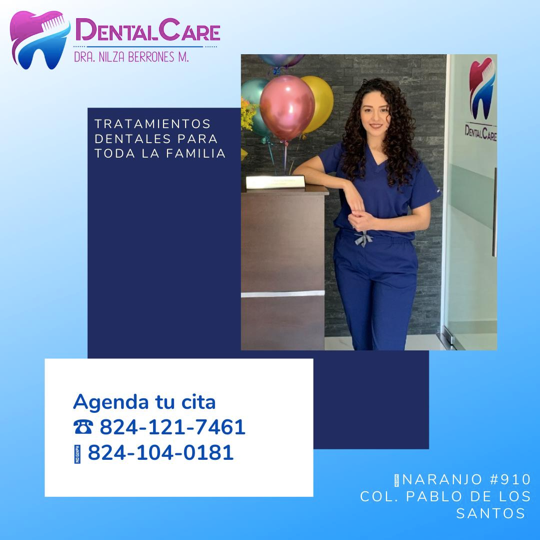 DENTALCARE
DRA. NILZA BERRONES M.
TRATAMIENTOS
DENTALES PARA
TODA LA FAMILIA
DENTALCARE
Agenda tu cita
☎ 824-121-7461
824-104-0181
NARANJO #910
COL. PABLO DE LOS
SANTOS